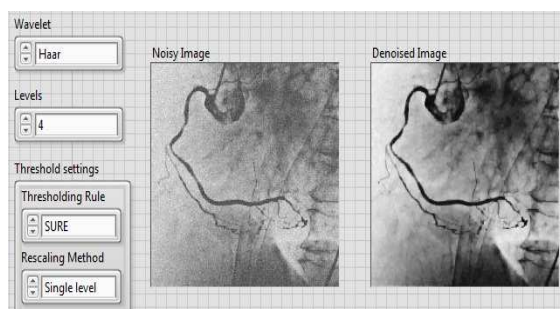 Wavelet
Haar
Noisy Image
Denoised Image
Levels
4
Threshold settings
Thresholding Rule
SURE
Rescaling Method
Single level